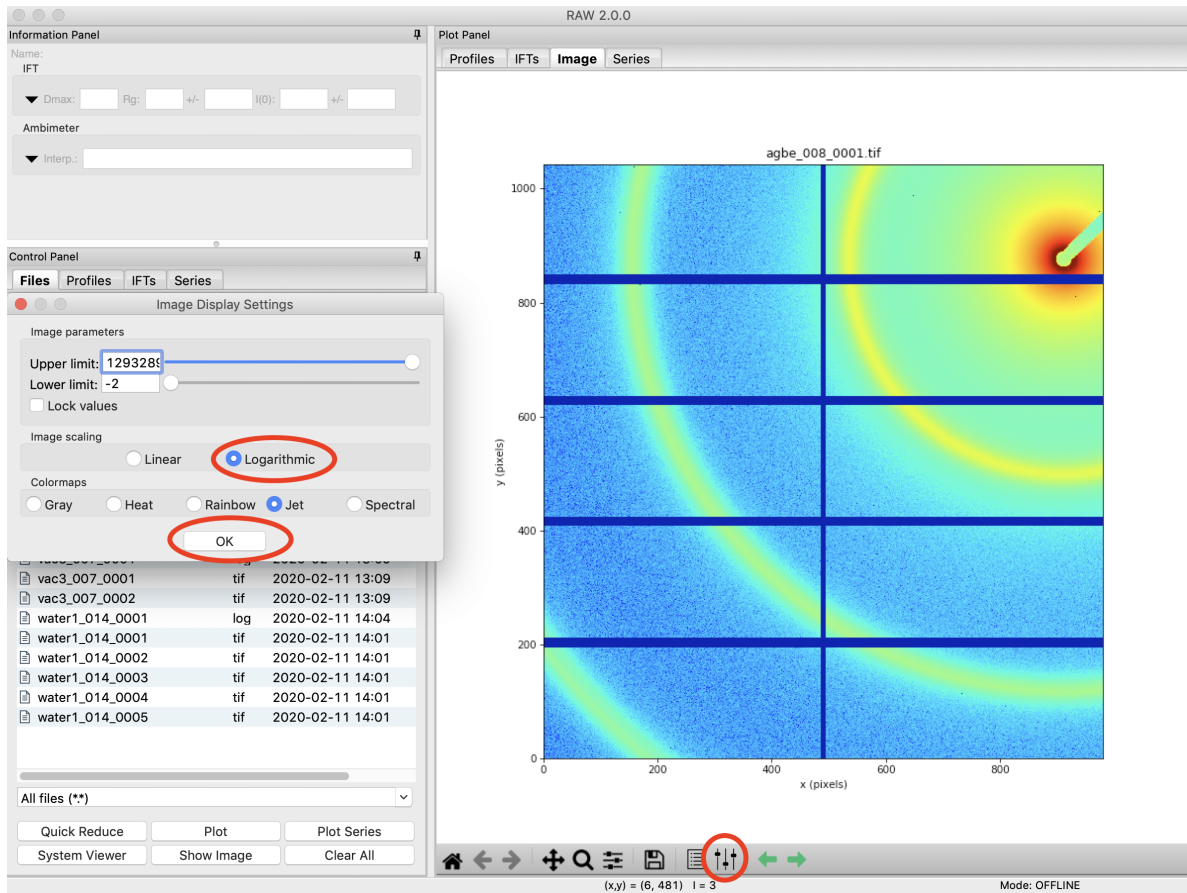 RAW 2.0.0
Information Panel
Name:
IFT
Dmax: Rg: +/- I(0): +/-
Ambimeter
Interp.:
Control Panel
Files Profiles IFTs Series
Image Display Settings
Image parameters
Upper limit: 1293289
Lower limit: -2
Lock values
Image scaling
Linear Logarithmic
Colormaps
Gray Heat Rainbow Jet Spectral
OK
vac3_007_0001 tif 2020-02-11 13:09
vac3_007_0002 tif 2020-02-11 13:09
water1_014_0001 log 2020-02-11 14:04
water1_014_0001 tif 2020-02-11 14:01
water1_014_0002 tif 2020-02-11 14:01
water1_014_0003 tif 2020-02-11 14:01
water1_014_0004 tif 2020-02-11 14:01
water1_014_0005 tif 2020-02-11 14:01
All files (*.*)
Quick Reduce Plot Plot Series
System Viewer Show Image Clear All
Plot Panel
Profiles IFTs Image Series
agbe_008_0001.tif
1000
800
600
400
200
0
y (pixels)
0 200 400 600 800
x (pixels)
(x,y) = (6, 481) I = 3
Mode: OFFLINE